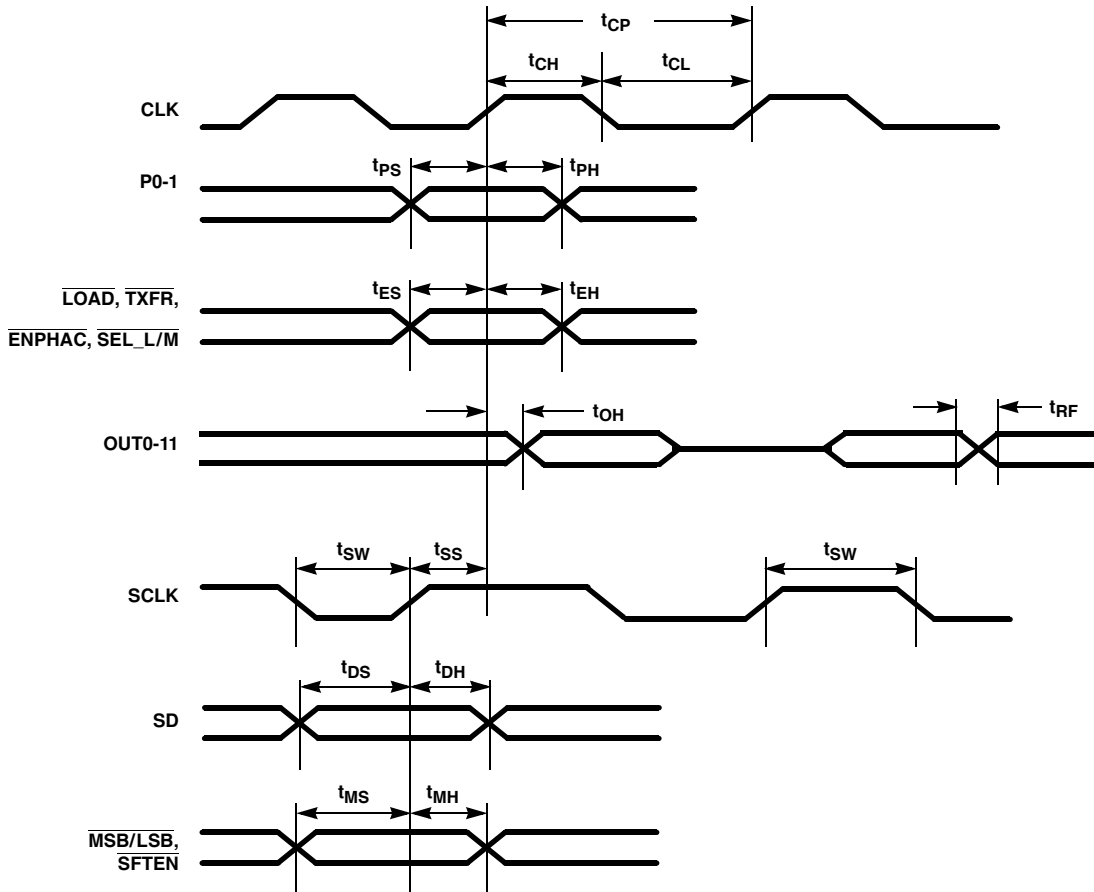 tCP
tCH tCL
CLK
tPS tPH
P0-1
tES tEH
LOAD, TXFR,
ENPHAC, SEL_L/M
tOH tRF
OUT0-11
tSW tSS tSW
SCLK
tDS tDH
SD
tMS tMH
MSB/LSB,
SFTEN